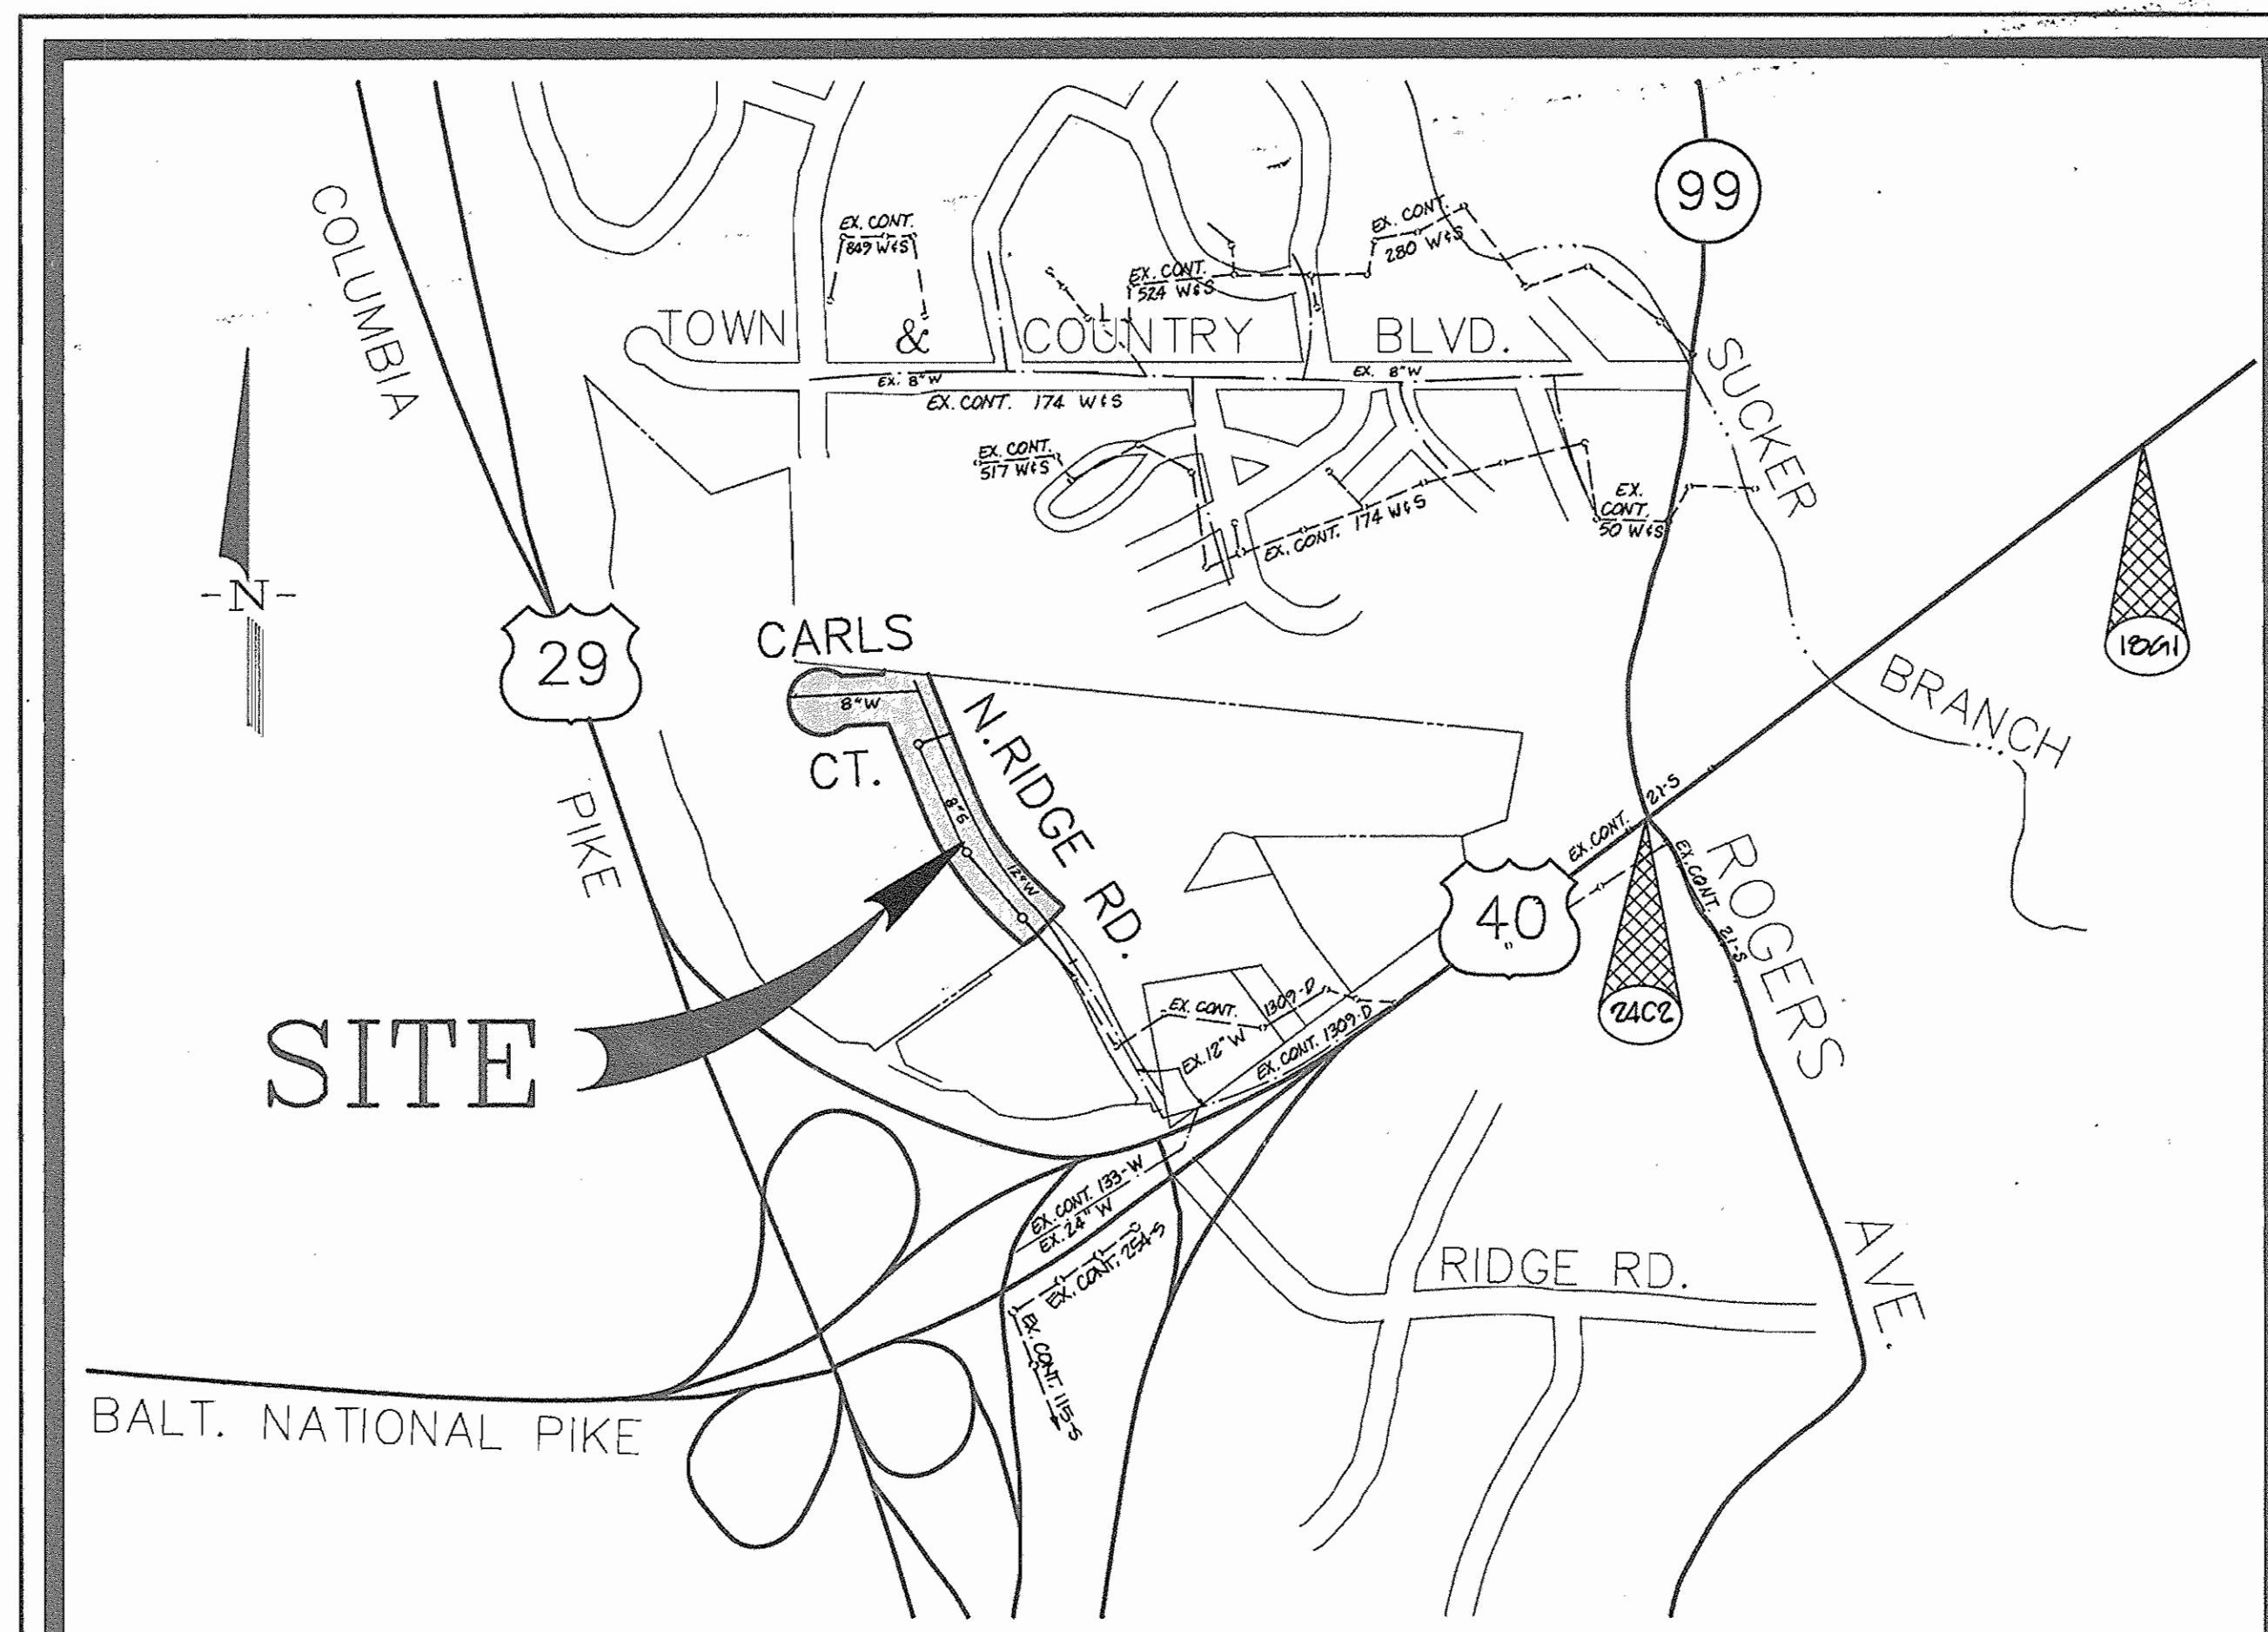 99
COLUMBIA
EX. CONT.
849 W&S
EX. CONT.
280 W&S
EX. CONT.
524 W&S
TOWN & COUNTRY BLVD.
EX. 8"W
EX. 8"W
EX. CONT. 174 W&S
SUCKER
EX. CONT.
517 W&S
EX. CONT. 174 W&S
EX.
CONT.
50 W&S
-N-
29
CARLS
CT.
8"W
N. RIDGE RD.
8"S
12"W
18G1
BRANCH
PIKE
EX. CONT. 21-S
EX. CONT. 21-S
ROGERS
40
24C2
SITE
EX. CONT. 1309-D
EX. 12" W
EX. CONT. 1309-D
EX. CONT. 133-W
EX. 24" W
EX. CONT. 254-S
EX. CONT. 115-S
RIDGE RD.
AVE.
BALT. NATIONAL PIKE